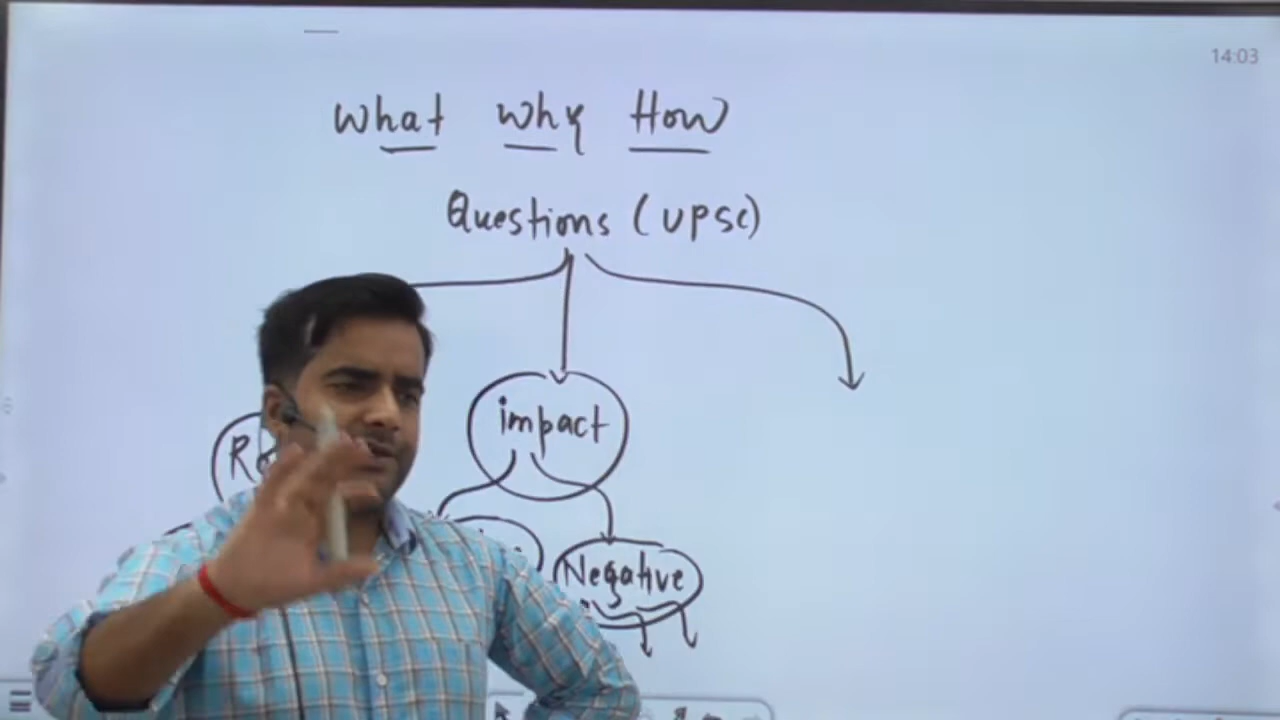 14:03
What Why How
Questions (UPSC)
impact
Negative